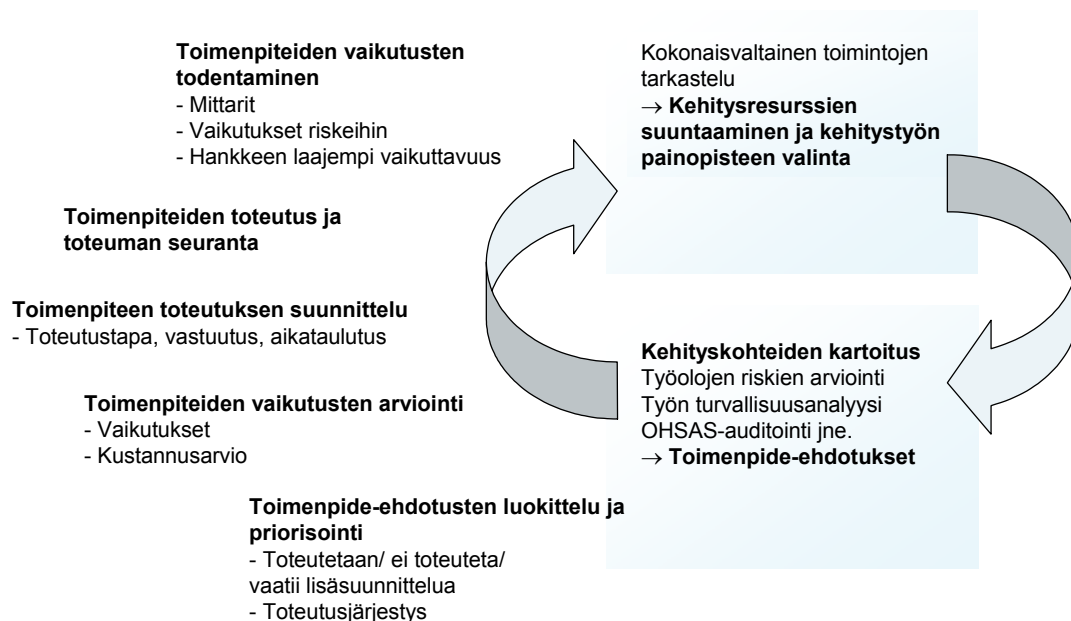 Toimenpiteiden vaikutusten
todentaminen
- Mittarit
- Vaikutukset riskeihin
- Hankkeen laajempi vaikuttavuus
Kokonaisvaltainen toimintojen
tarkastelu
→ Kehitysresurssien
suuntaaminen ja kehitystyön
painopisteen valinta
Toimenpiteiden toteutus ja
toteuman seuranta
Toimenpiteen toteutuksen suunnittelu
- Toteutustapa, vastuutus, aikataulutus
Kehityskohteiden kartoitus
Työolojen riskien arviointi
Työn turvallisuusanalyysi
OHSAS-auditointi jne.
→ Toimenpide-ehdotukset
Toimenpiteiden vaikutusten arviointi
- Vaikutukset
- Kustannusarvio
Toimenpide-ehdotusten luokittelu ja
priorisointi
- Toteutetaan/ ei toteuteta/
vaatii lisäsuunnittelua
- Toteutusjärjestys